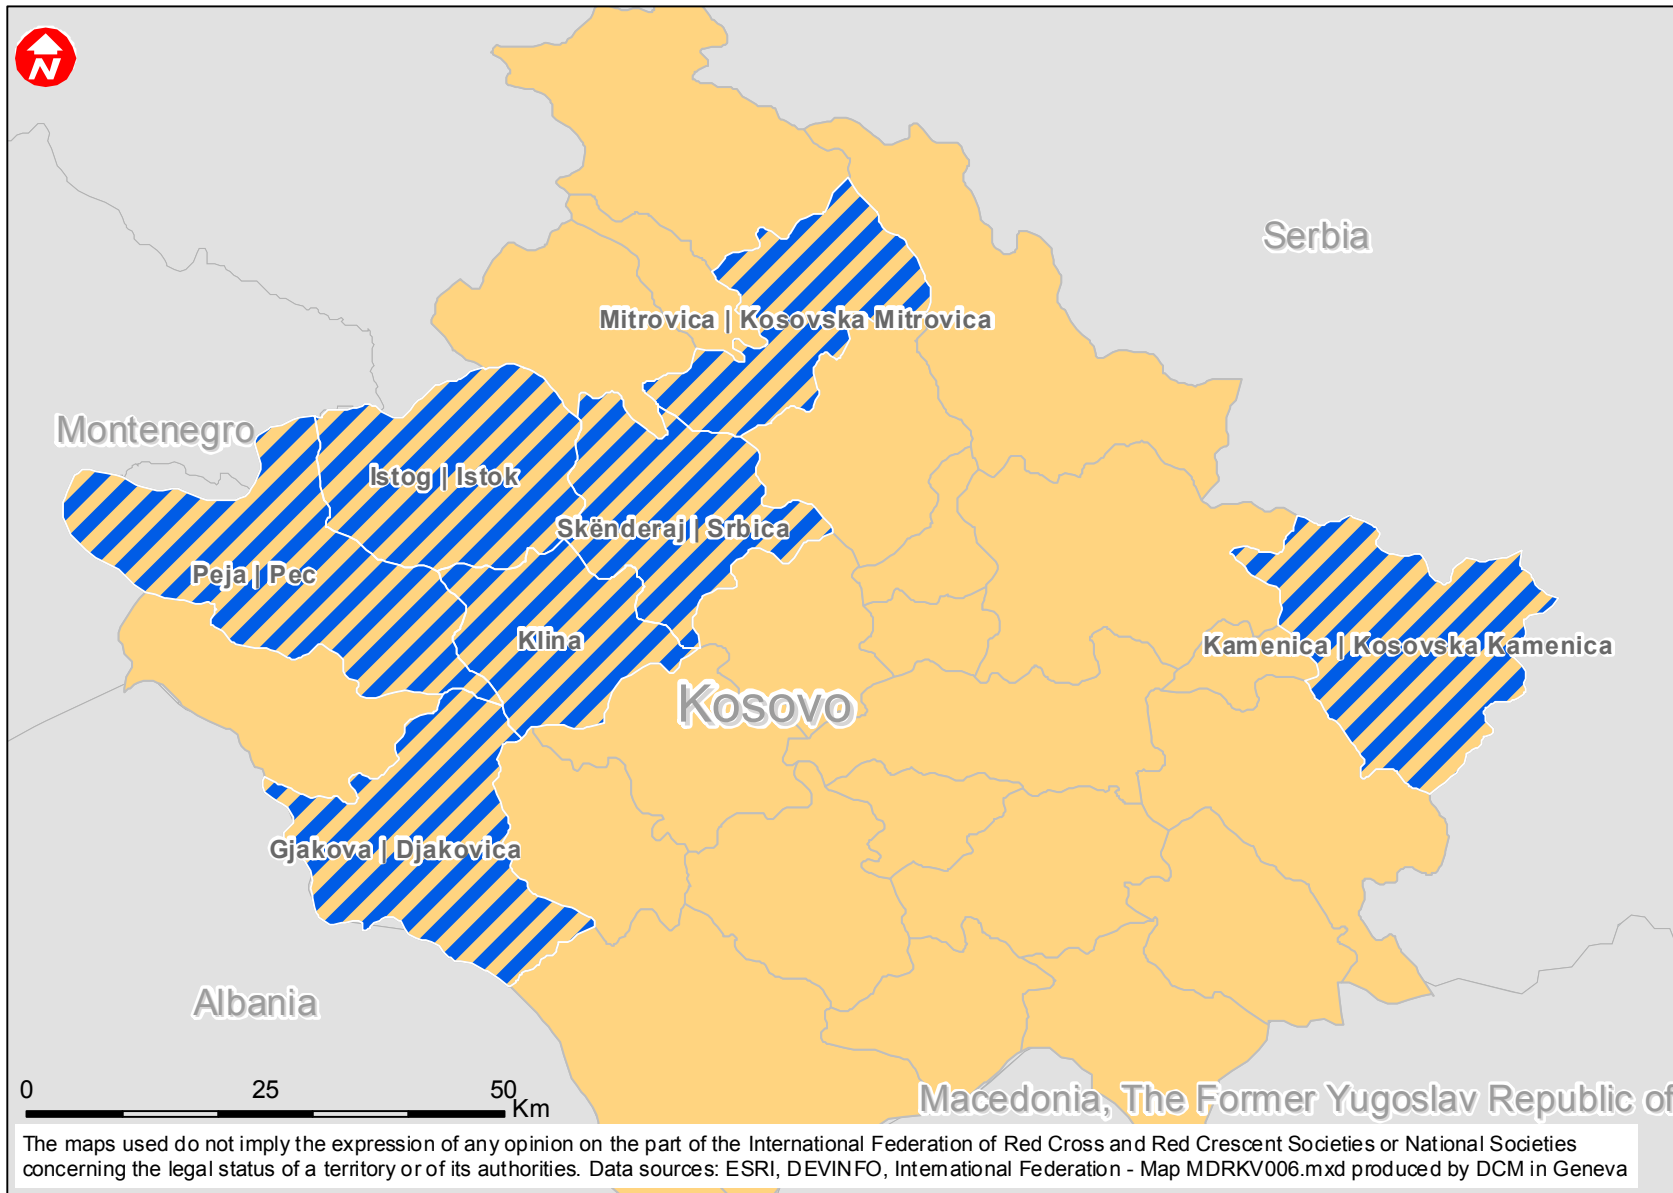 N
Serbia
Mitrovica | Kosovska Mitrovica
Montenegro
Istog | Istok
Skënderaj | Srbica
Peja | Pec
Klina
Kamenica | Kosovska Kamenica
Kosovo
Gjakova | Djakovica
Albania
0 25 50 Km
Macedonia, The Former Yugoslav Republic of
The maps used do not imply the expression of any opinion on the part of the International Federation of Red Cross and Red Crescent Societies or National Societies
concerning the legal status of a territory or of its authorities. Data sources: ESRI, DEVINFO, International Federation - Map MDRKV006.mxd produced by DCM in Geneva